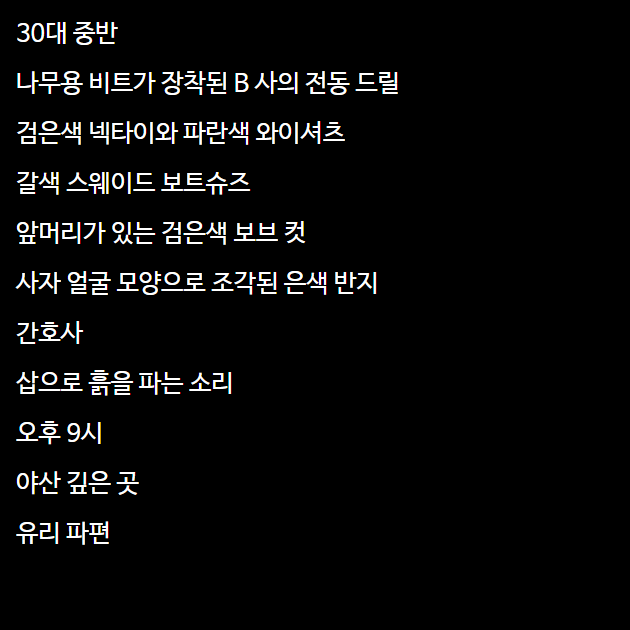 30대 중반
나무용 비트가 장착된 B 사의 전동 드릴
검은색 넥타이와 파란색 와이셔츠
갈색 스웨이드 보트슈즈
앞머리가 있는 검은색 보브 컷
사자 얼굴 모양으로 조각된 은색 반지
간호사
삽으로 흙을 파는 소리
오후 9시
야산 깊은 곳
유리 파편